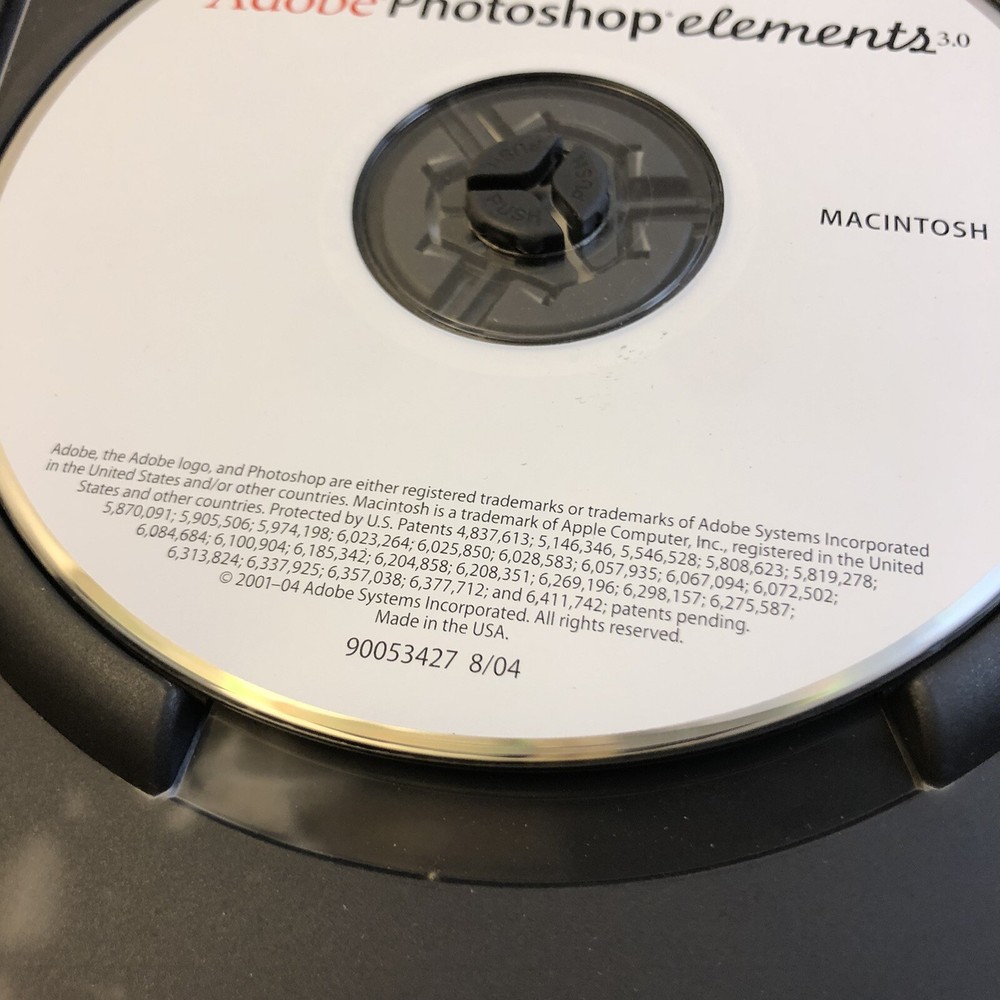 Adobe Photoshop® elements 3.0
PUSH
PUSH
PUSH
MACINTOSH
Adobe, the Adobe logo, and Photoshop are either registered trademarks or trademarks of Adobe Systems Incorporated
in the United States and/or other countries. Macintosh is a trademark of Apple Computer, Inc., registered in the United
States and other countries. Protected by U.S. Patents 4,837,613; 5,146,346, 5,546,528; 5,808,623; 5,819,278;
5,870,091; 5,905,506; 5,974,198; 6,023,264; 6,025,850; 6,028,583; 6,057,935; 6,067,094; 6,072,502;
6,084,684; 6,100,904; 6,185,342; 6,204,858; 6,208,351; 6,269,196; 6,298,157; 6,275,587;
6,313,824; 6,337,925; 6,357,038; 6,377,712; and 6,411,742; patents pending.
© 2001–04 Adobe Systems Incorporated. All rights reserved.
Made in the USA.
90053427 8/04